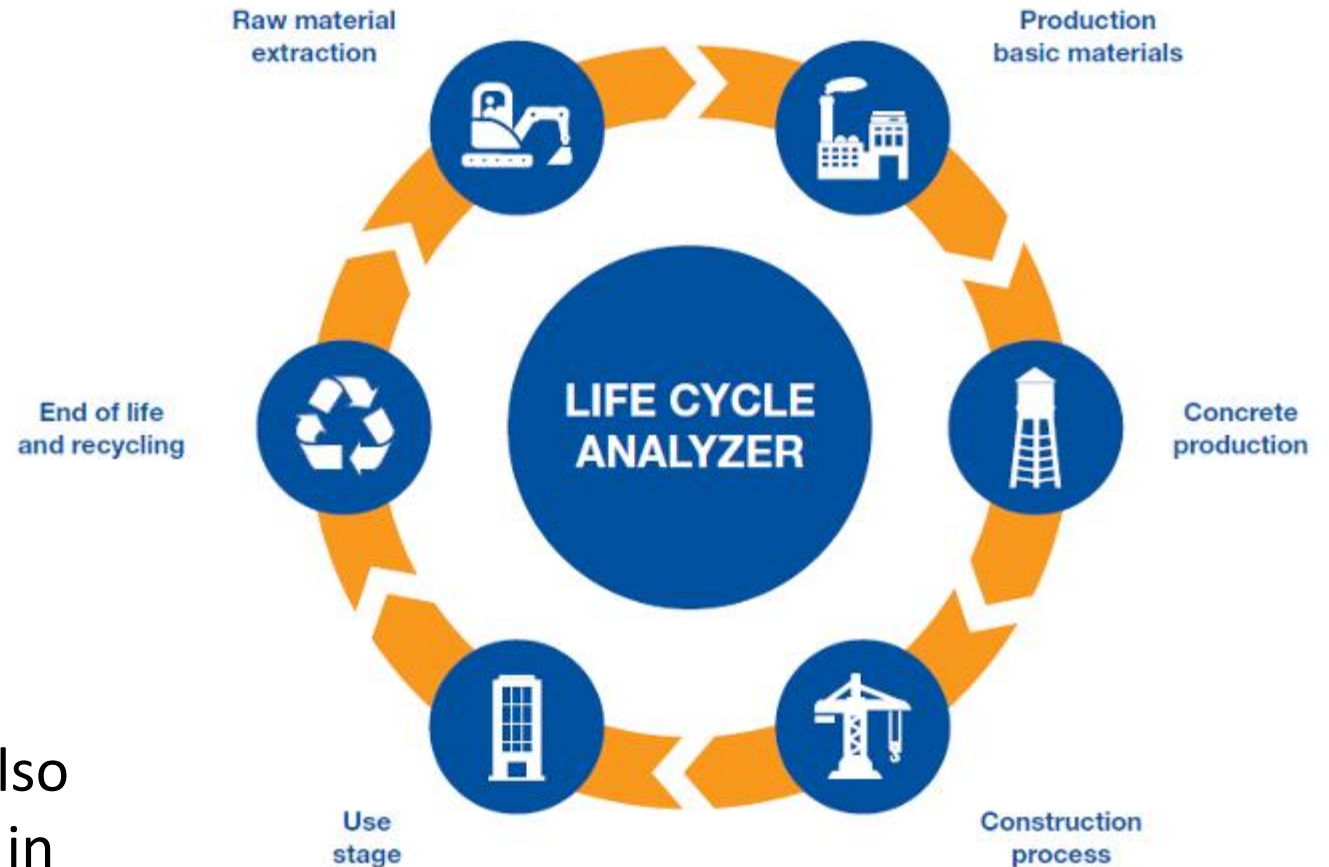 Raw material
extraction
Production
basic materials
LIFE CYCLE
ANALYZER
End of life
and recycling
Concrete
production
lso
in
Use
stage
Construction
process